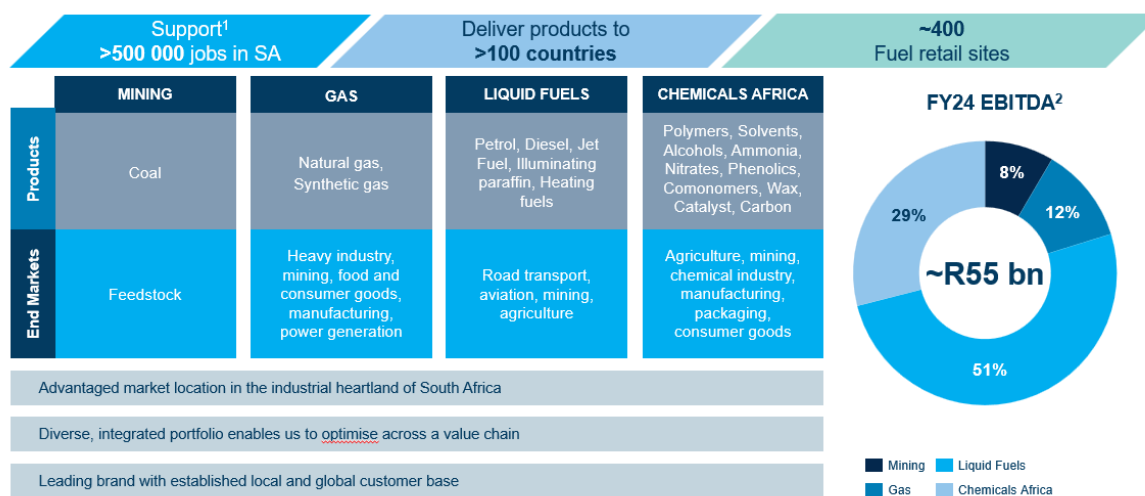 Support1
>500 000 jobs in SA
Deliver products to
>100 countries
~400
Fuel retail sites
MINING
GAS
LIQUID FUELS
CHEMICALS AFRICA
Products
Coal
Natural gas,
Synthetic gas
Petrol, Diesel, Jet
Fuel, Illuminating
paraffin, Heating
fuels
Polymers, Solvents,
Alcohols, Ammonia,
Nitrates, Phenolics,
Comonomers, Wax,
Catalyst, Carbon
End Markets
Feedstock
Heavy industry,
mining, food and
consumer goods,
manufacturing,
power generation
Road transport,
aviation, mining,
agriculture
Agriculture, mining,
chemical industry,
manufacturing,
packaging,
consumer goods
Advantaged market location in the industrial heartland of South Africa
Diverse, integrated portfolio enables us to optimise across a value chain
Leading brand with established local and global customer base
FY24 EBITDA2
8%
12%
29%
~R55 bn
51%
Mining
Liquid Fuels
Gas
Chemicals Africa